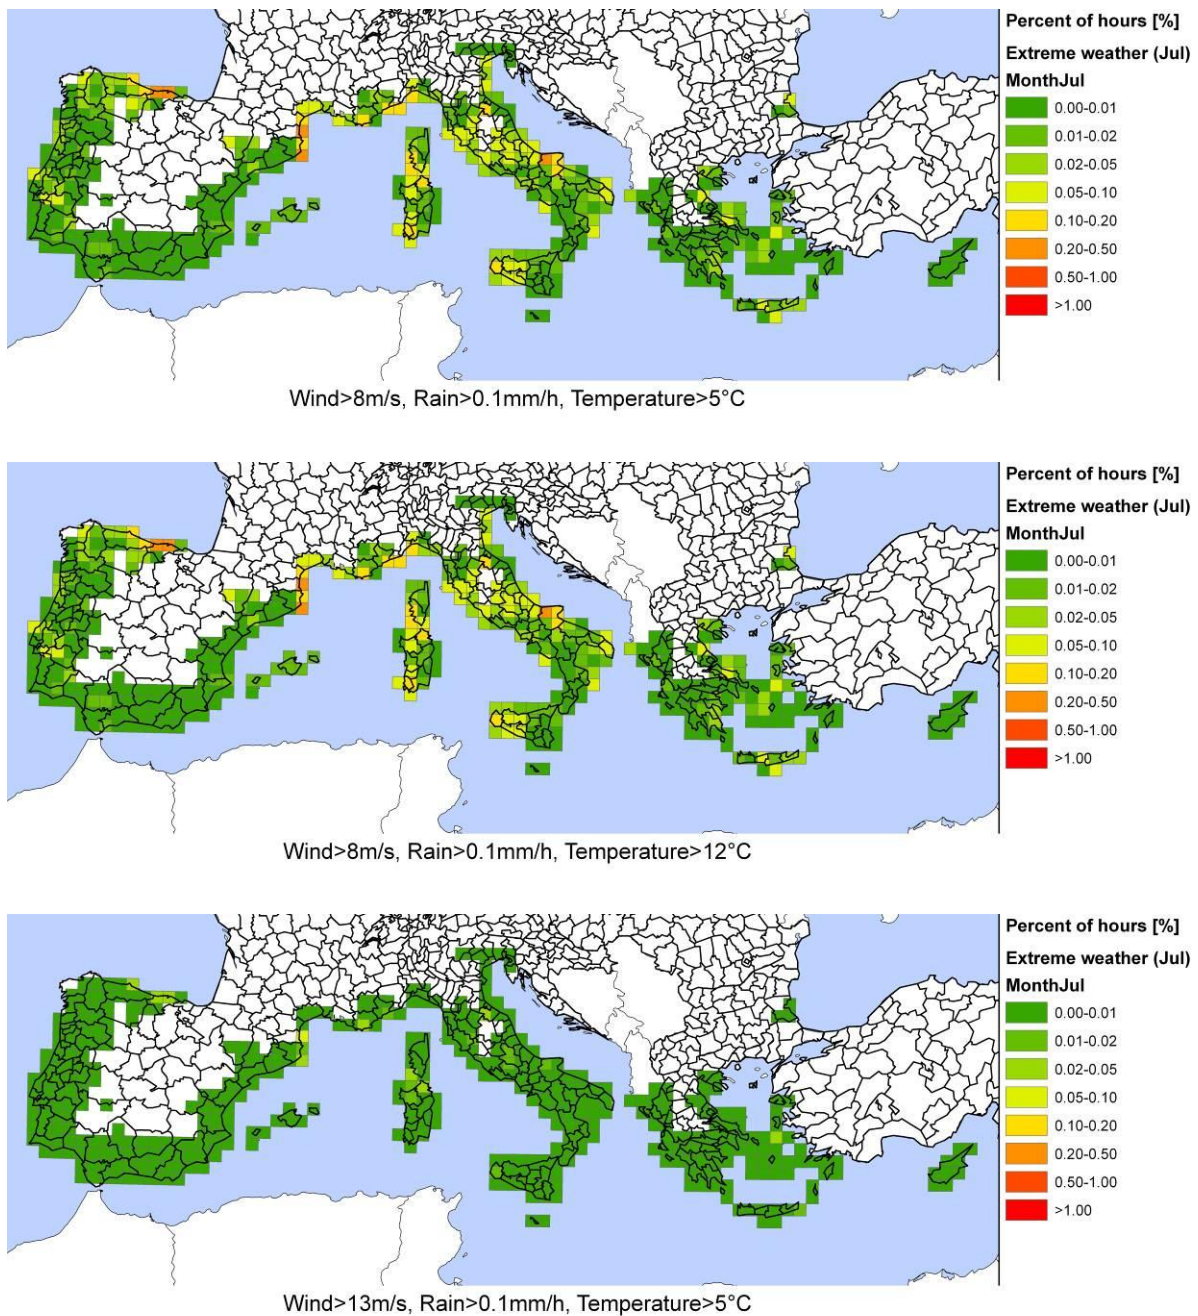 Percent of hours [%]
Extreme weather (Jul)
MonthJul
0.00-0.01
0.01-0.02
0.02-0.05
0.05-0.10
0.10-0.20
0.20-0.50
0.50-1.00
>1.00
Wind>8m/s, Rain>0.1mm/h, Temperature>5°C
Percent of hours [%]
Extreme weather (Jul)
MonthJul
0.00-0.01
0.01-0.02
0.02-0.05
0.05-0.10
0.10-0.20
0.20-0.50
0.50-1.00
>1.00
Wind>8m/s, Rain>0.1mm/h, Temperature>12°C
Percent of hours [%]
Extreme weather (Jul)
MonthJul
0.00-0.01
0.01-0.02
0.02-0.05
0.05-0.10
0.10-0.20
0.20-0.50
0.50-1.00
>1.00
Wind>13m/s, Rain>0.1mm/h, Temperature>5°C